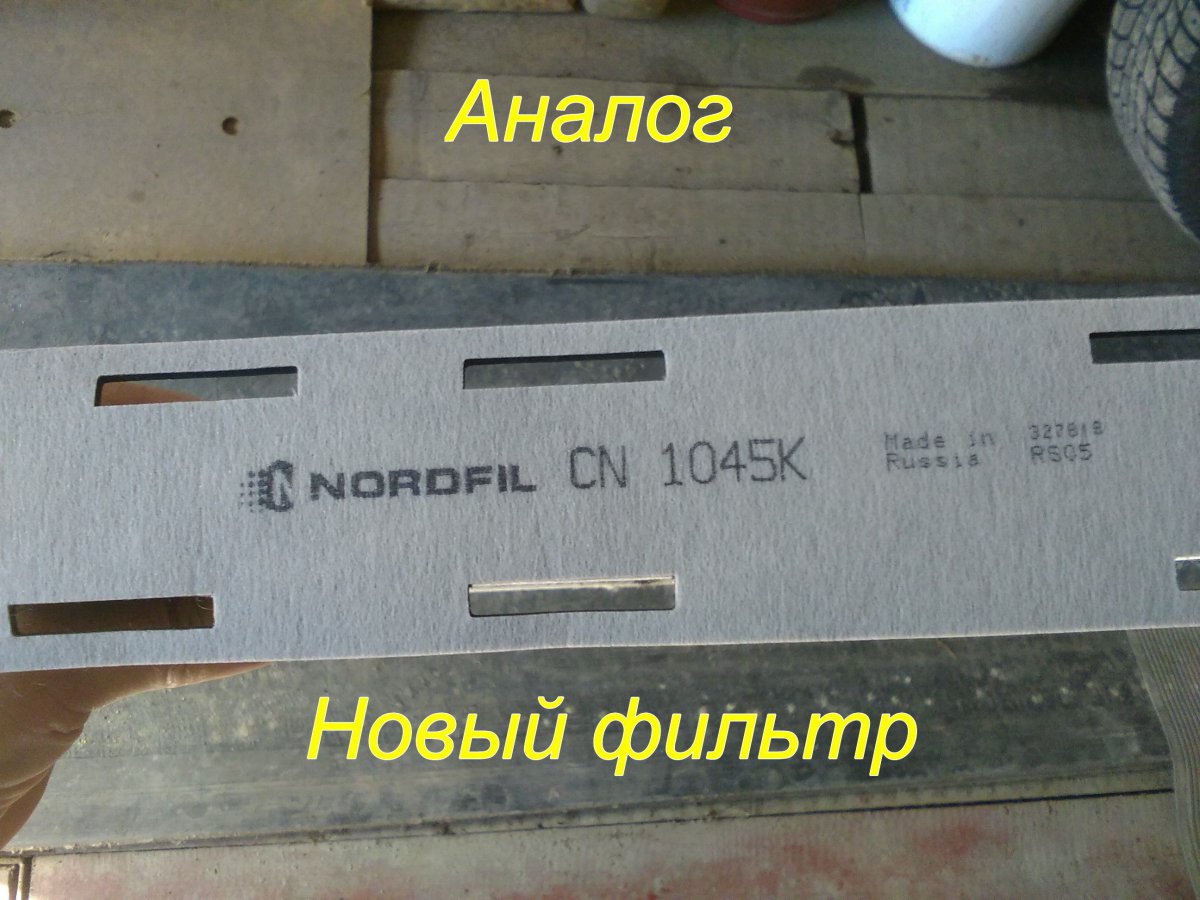 Аналог
NORDFIL CN 1045K
Made in 327818
Russia RS05
Новый фильтр